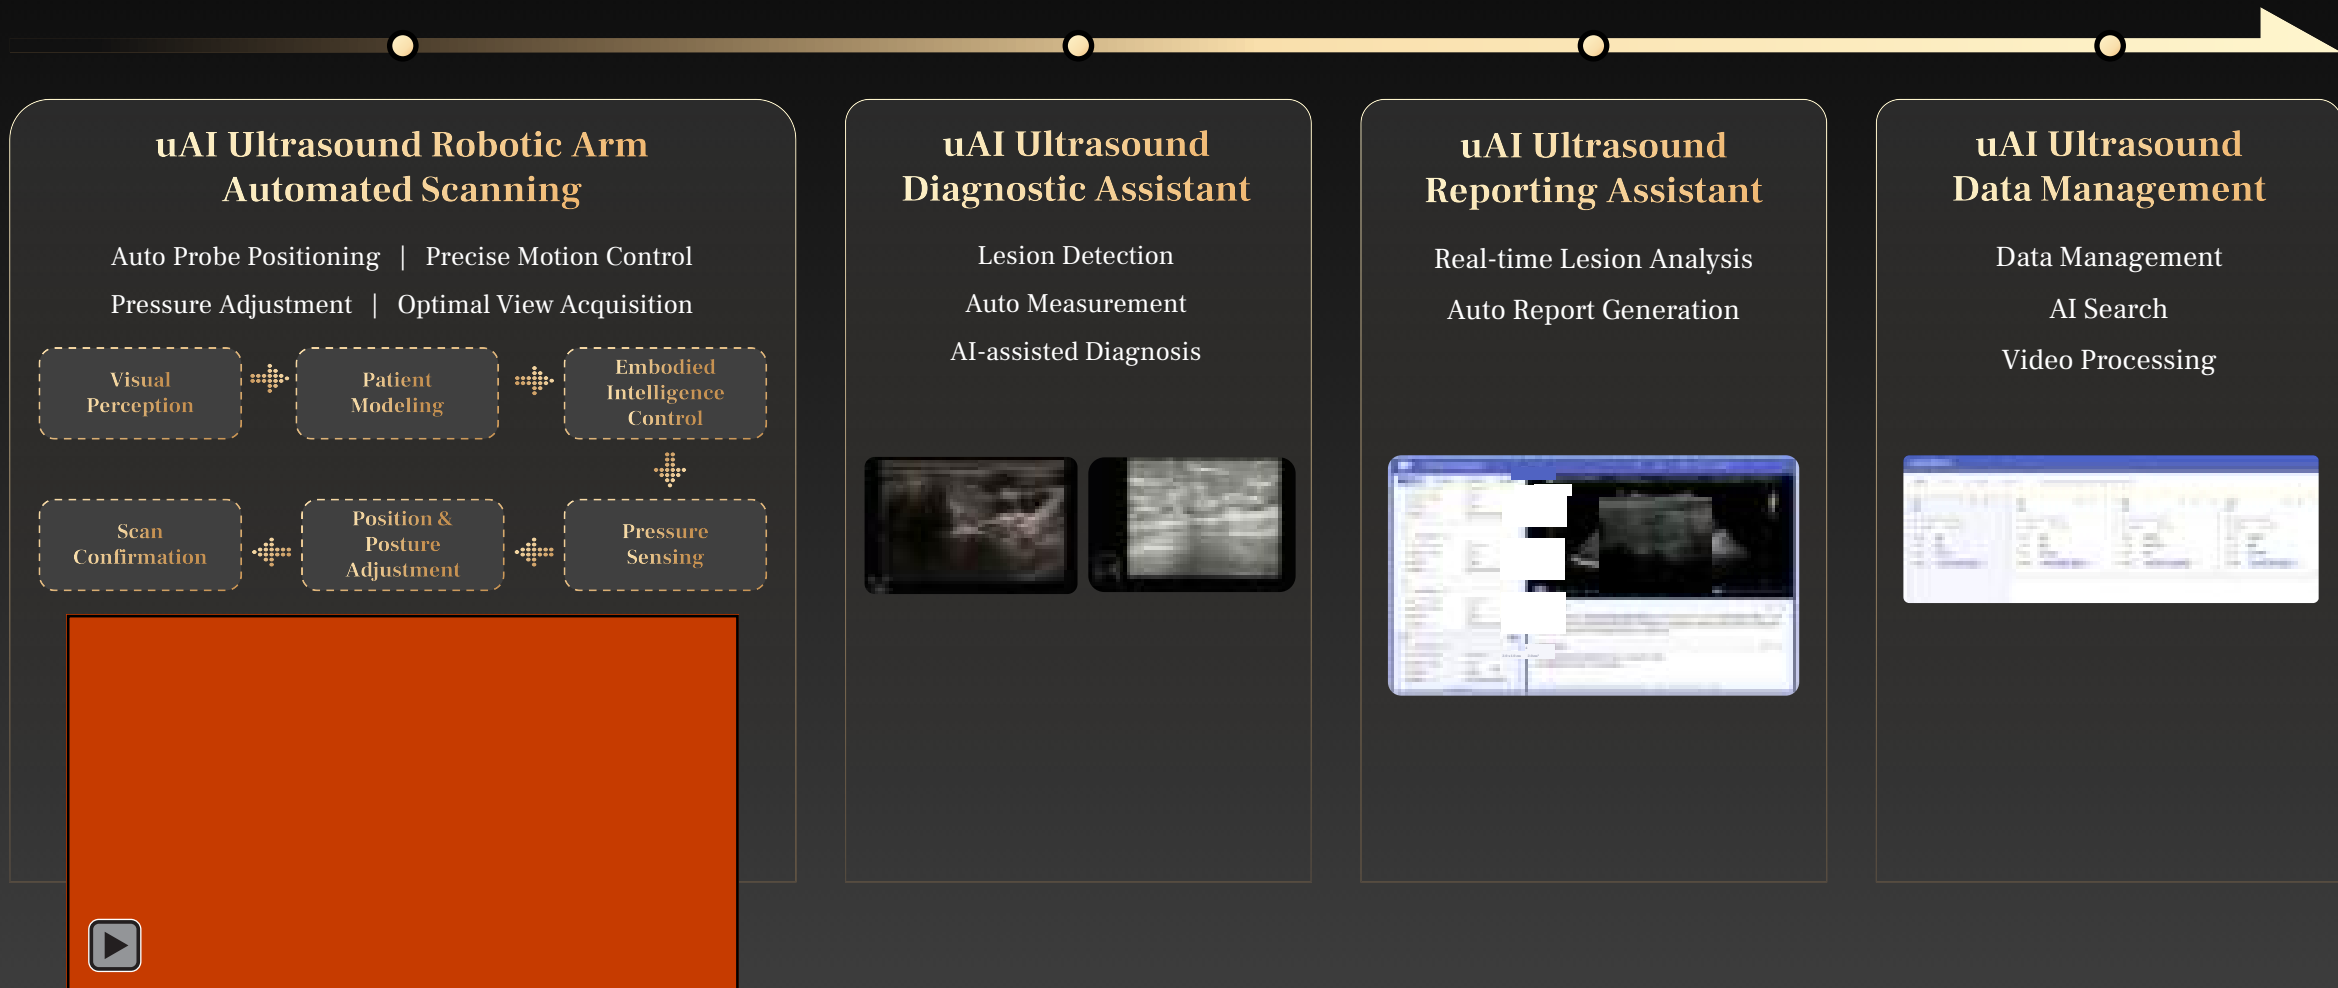 uAI Ultrasound Robotic Arm
Automated Scanning
Auto Probe Positioning | Precise Motion Control
Pressure Adjustment | Optimal View Acquisition
Visual
Perception
Patient
Modeling
Embodied
Intelligence
Control
Scan
Confirmation
Position &
Posture
Adjustment
Pressure
Sensing
uAI Ultrasound
Diagnostic Assistant
Lesion Detection
Auto Measurement
AI-assisted Diagnosis
uAI Ultrasound
Reporting Assistant
Real-time Lesion Analysis
Auto Report Generation
uAI Ultrasound
Data Management
Data Management
AI Search
Video Processing